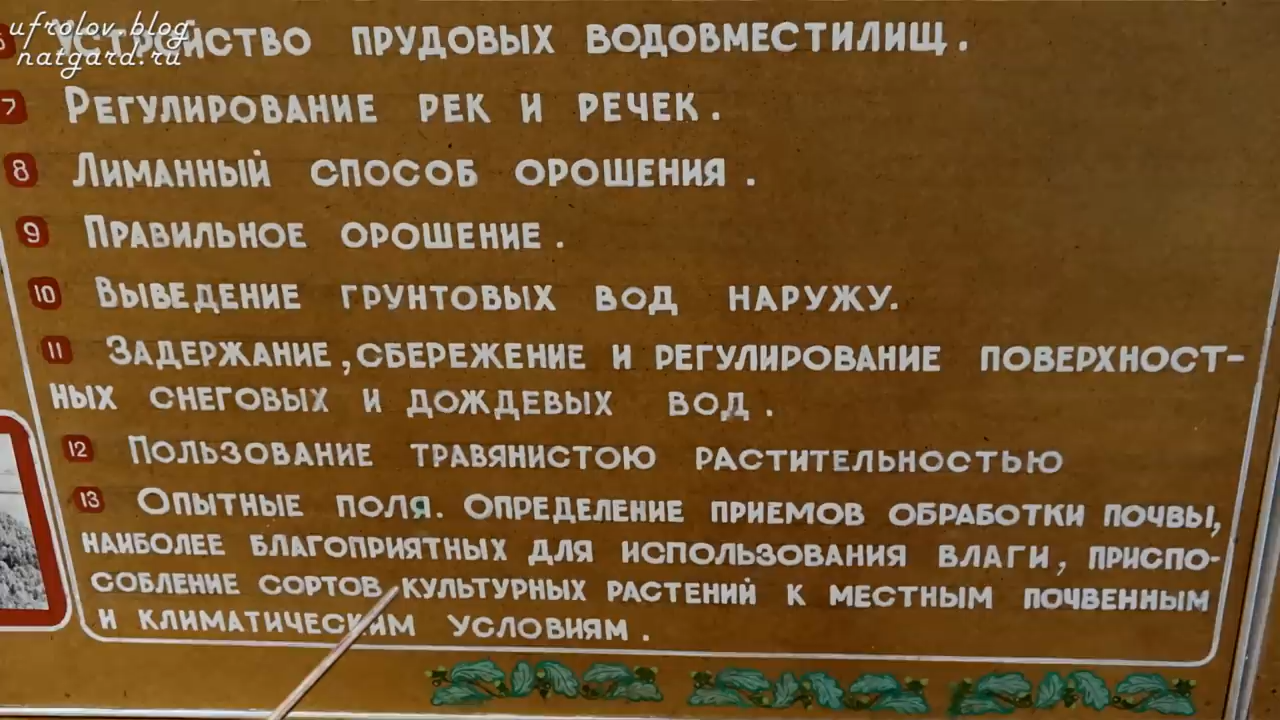 ufrolov.blog
natgard.ru
ПРУДОВЫХ ВОДОВМЕСТИЛИЩ.
7 РЕГУЛИРОВАНИЕ РЕК И РЕЧЕК.
8 ЛИМАННЫЙ СПОСОБ ОРОШЕНИЯ.
9 ПРАВИЛЬНОЕ ОРОШЕНИЕ.
10 ВЫВЕДЕНИЕ ГРУНТОВЫХ ВОД НАРУЖУ.
11 ЗАДЕРЖАНИЕ, СБЕРЕЖЕНИЕ И РЕГУЛИРОВАНИЕ ПОВЕРХНОСТ-
НЫХ СНЕГОВЫХ И ДОЖДЕВЫХ ВОД.
12 ПОЛЬЗОВАНИЕ ТРАВЯНИСТОЮ РАСТИТЕЛЬНОСТЬЮ
13 ОПЫТНЫЕ ПОЛЯ. ОПРЕДЕЛЕНИЕ ПРИЕМОВ ОБРАБОТКИ ПОЧВЫ,
НАИБОЛЕЕ БЛАГОПРИЯТНЫХ ДЛЯ ИСПОЛЬЗОВАНИЯ ВЛАГИ, ПРИСПО-
СОБЛЕНИЕ СОРТОВ КУЛЬТУРНЫХ РАСТЕНИЙ К МЕСТНЫМ ПОЧВЕННЫМ
И КЛИМАТИЧЕСКИМ УСЛОВИЯМ.